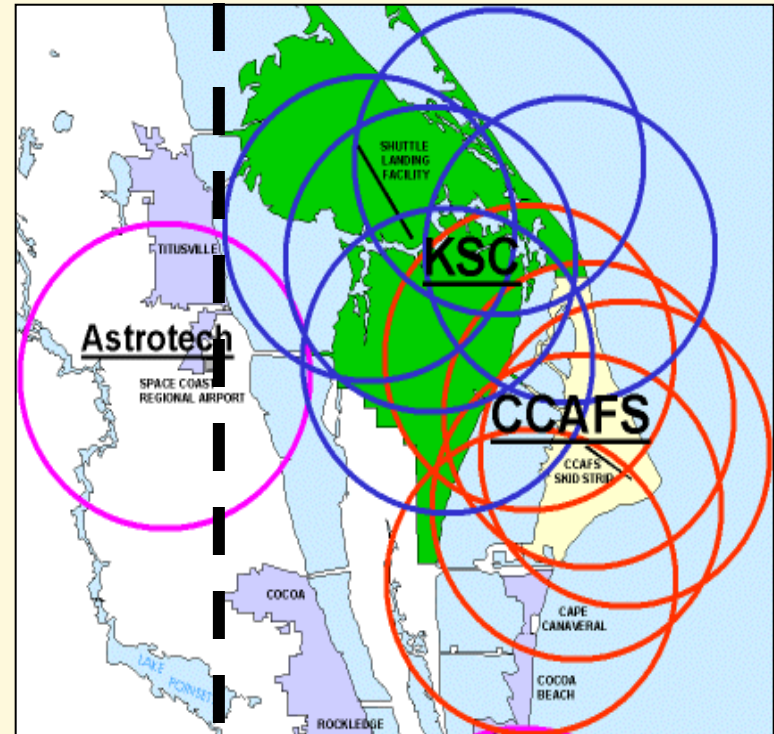 SHUTTLE
LANDING
FACILITY
KSC
TITUSVILLE
Astrotech
SPACE COAST
REGIONAL AIRPORT
CCAFS
CCAFS
SKID STRIP
COCOA
CAPE
CANAVERAL
LAKE POINSET
COCOA
BEACH
ROCKLEDGE